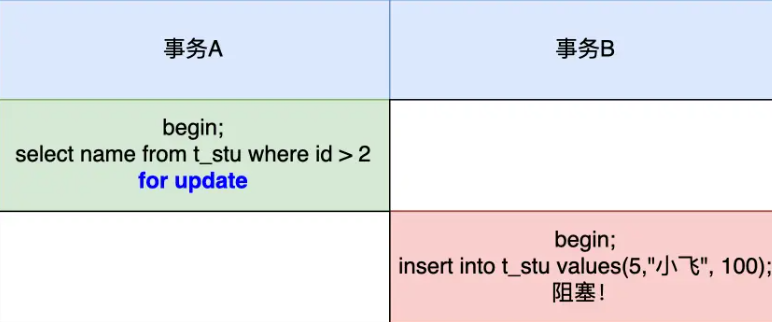 事务A
事务B
begin;
select name from t_stu where id > 2
for update
begin;
insert into t_stu values(5,"小飞", 100);
阻塞！